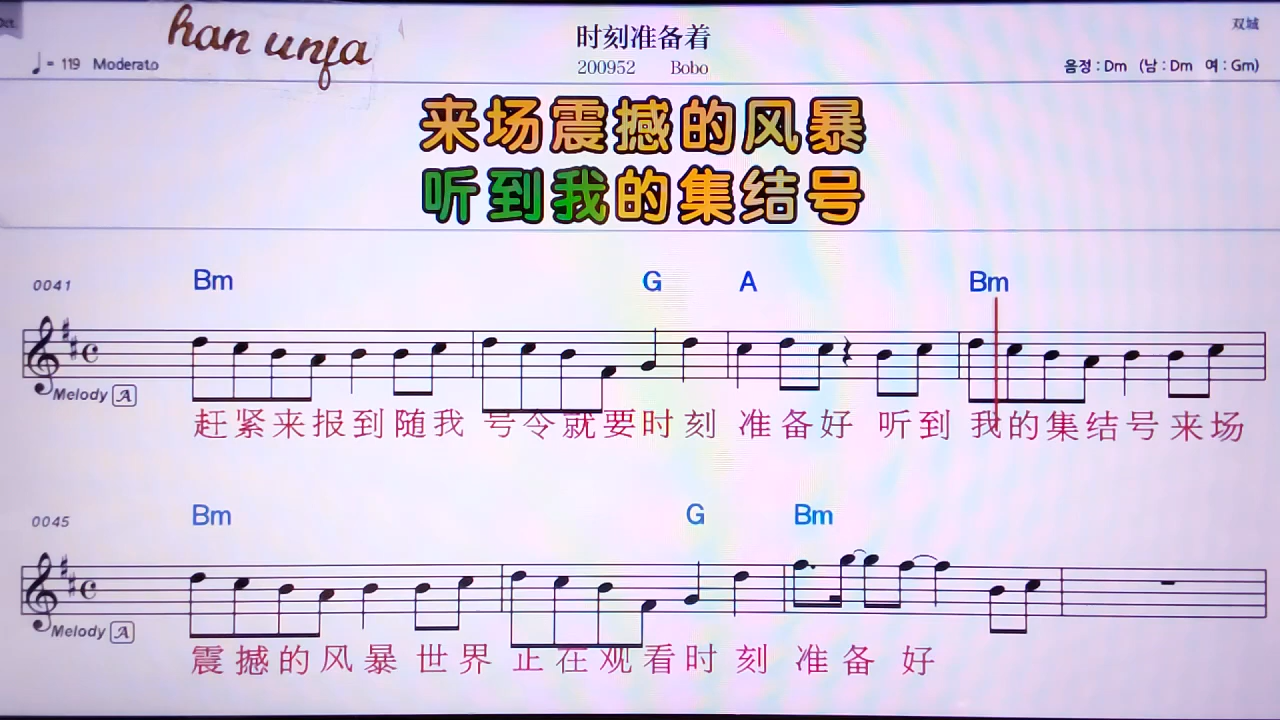 Oct.
han unfa
时刻准备着
双城
♩= 119 Moderato
200952 Bobo
음정 : Dm (남 : Dm 여 : Gm)
来场震撼的风暴
听到我的集结号
0041 Bm G A Bm
Melody A
赶紧来报到随我 号令就要时刻 准备好 听到 我的集结号来场
0045 Bm G Bm
Melody A
震撼的风暴 世界 正在观看时 刻 准备 好